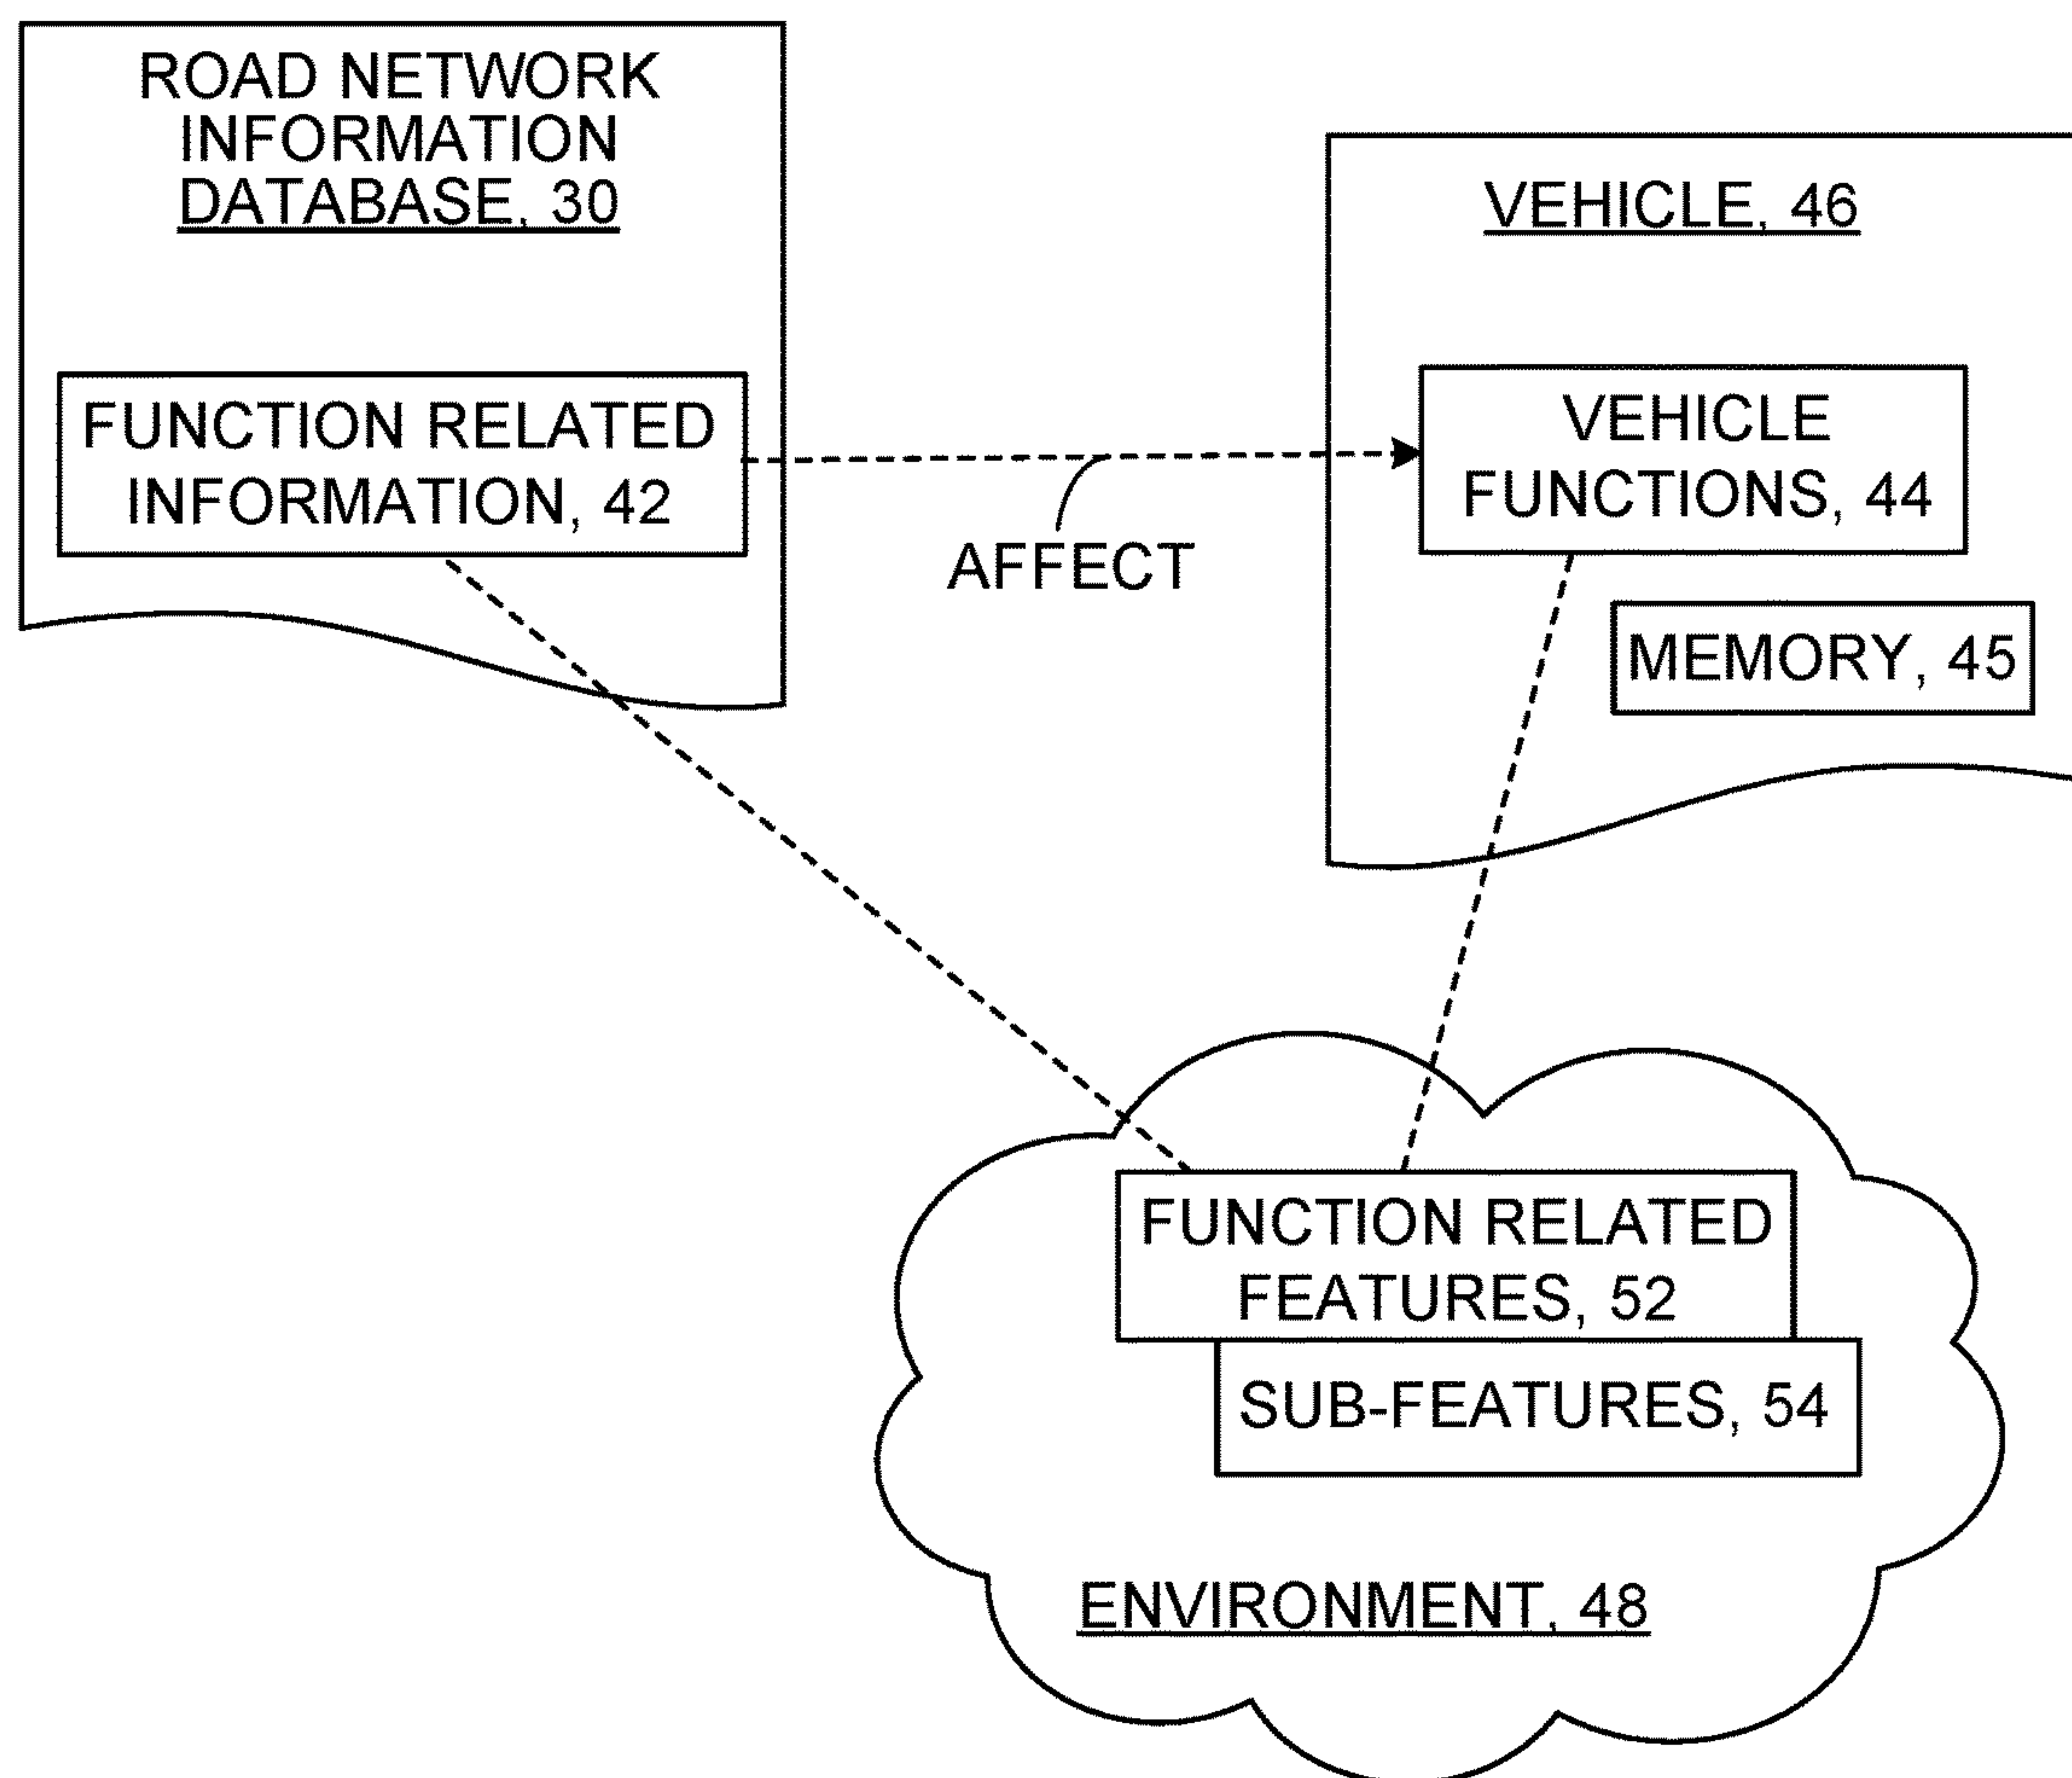 ROAD NETWORK
INFORMATION
DATABASE, 30
FUNCTION RELATED
INFORMATION, 42
AFFECT
VEHICLE, 46
VEHICLE
FUNCTIONS, 44
MEMORY, 45
FUNCTION RELATED
FEATURES, 52
SUB-FEATURES, 54
ENVIRONMENT, 48